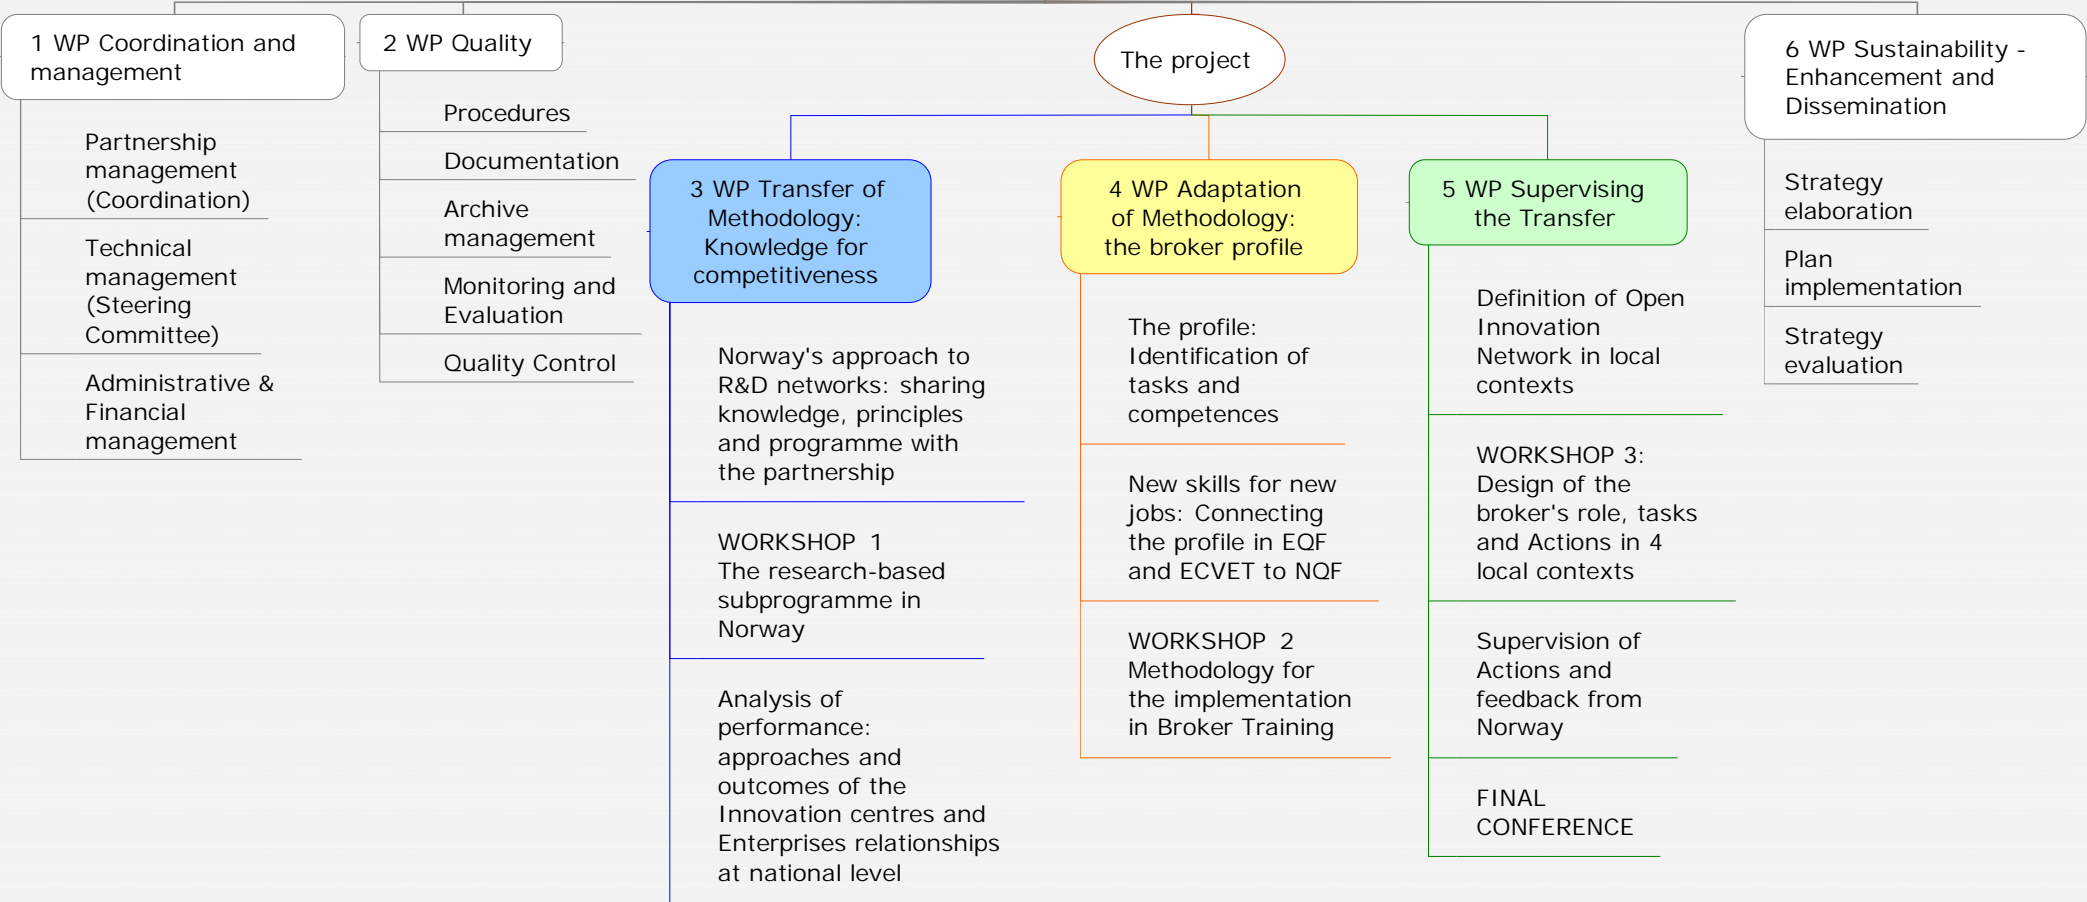 1 WP Coordination and
management
Partnership
management
(Coordination)
Technical
management
(Steering
Committee)
Administrative &
Financial
management
2 WP Quality
Procedures
Documentation
Archive
management
Monitoring and
Evaluation
Quality Control
The project
3 WP Transfer of
Methodology:
Knowledge for
competitiveness
Norway's approach to
R&D networks: sharing
knowledge, principles
and programme with
the partnership
WORKSHOP 1
The research-based
subprogramme in
Norway
Analysis of
performance:
approaches and
outcomes of the
Innovation centres and
Enterprises relationships
at national level
4 WP Adaptation
of Methodology:
the broker profile
The profile:
Identification of
tasks and
competences
New skills for new
jobs: Connecting
the profile in EQF
and ECVET to NQF
WORKSHOP 2
Methodology for
the implementation
in Broker Training
5 WP Supervising
the Transfer
Definition of Open
Innovation
Network in local
contexts
WORKSHOP 3:
Design of the
broker's role, tasks
and Actions in 4
local contexts
Supervision of
Actions and
feedback from
Norway
FINAL
CONFERENCE
6 WP Sustainability -
Enhancement and
Dissemination
Strategy
elaboration
Plan
implementation
Strategy
evaluation